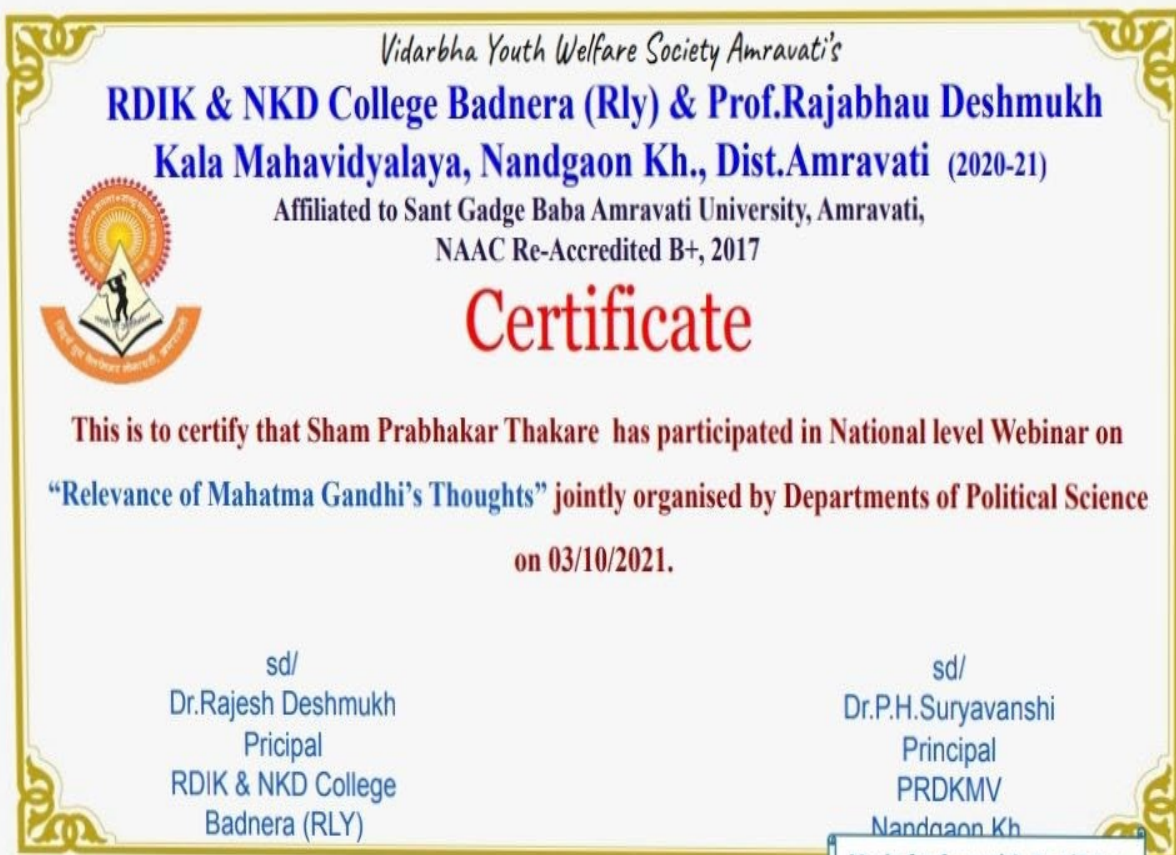 Vidarbha Youth Welfare Society Amravati's
RDIK & NKD College Badnera (Rly) & Prof.Rajabhau Deshmukh
Kala Mahavidyalaya, Nandgaon Kh., Dist.Amravati (2020-21)
Affiliated to Sant Gadge Baba Amravati University, Amravati,
NAAC Re-Accredited B+, 2017
Certificate
This is to certify that Sham Prabhakar Thakare has participated in National level Webinar on
“Relevance of Mahatma Gandhi's Thoughts” jointly organised by Departments of Political Science
on 03/10/2021.
sd/
Dr.Rajesh Deshmukh
Pricipal
RDIK & NKD College
Badnera (RLY)
sd/
Dr.P.H.Suryavanshi
Principal
PRDKMV
Nandgaon Kh